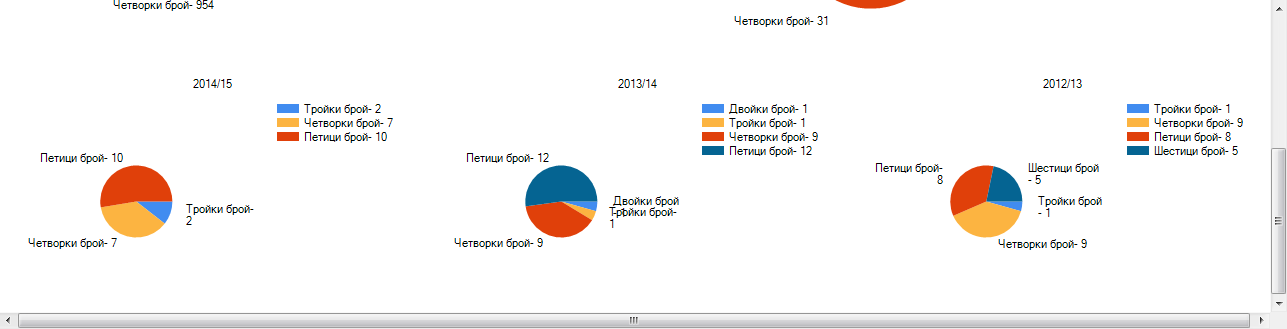 Четворки брой- 954
Четворки брой- 31
2014/15
Тройки брой- 2
Четворки брой- 7
Петици брой- 10
Петици брой- 10
Тройки брой-
2
Четворки брой- 7
2013/14
Двойки брой- 1
Тройки брой- 1
Четворки брой- 9
Петици брой- 12
Петици брой- 12
Двойки брой
- 1
Тройки брой-
1
Четворки брой- 9
2012/13
Тройки брой- 1
Четворки брой- 9
Петици брой- 8
Шестици брой- 5
Петици брой-
8
Шестици брой
- 5
Тройки брой
- 1
Четворки брой- 9